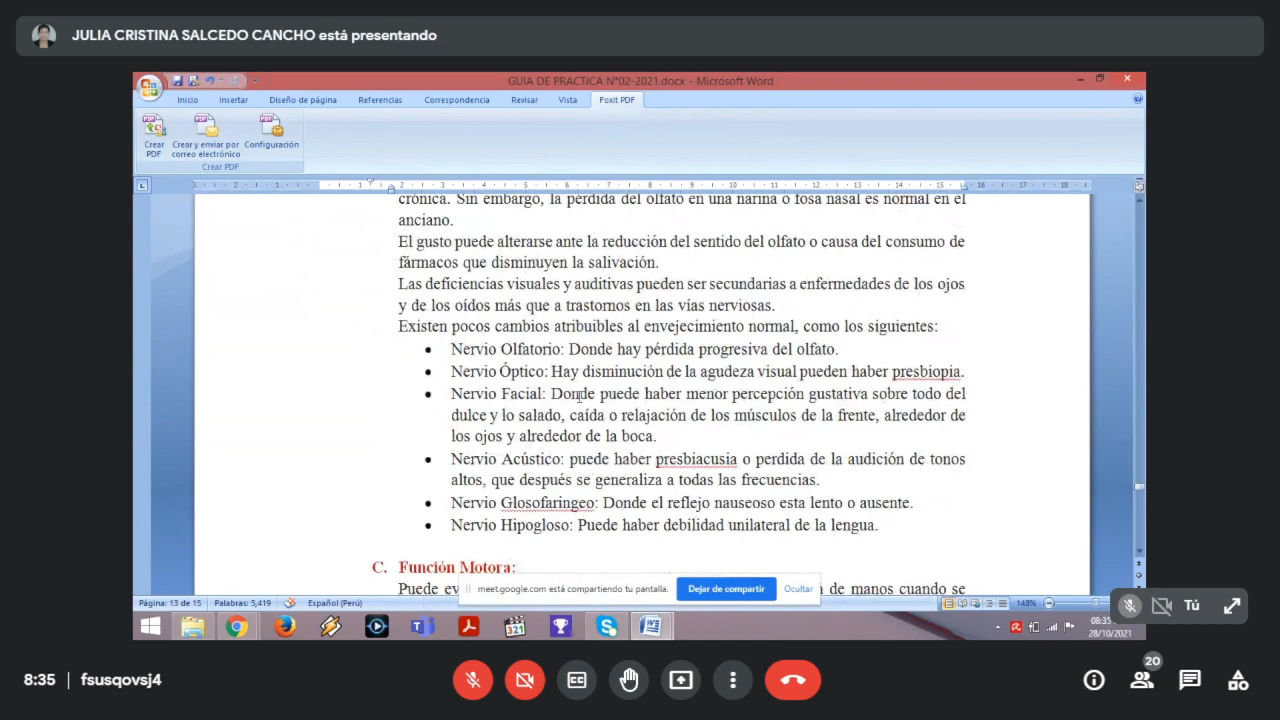 JULIA CRISTINA SALCEDO CANCHO está presentando
GUIA DE PRACTICA N°02-2021.docx - Microsoft Word
Inicio Insertar Diseño de página Referencias Correspondencia Revisar Vista Foxit PDF
Crear PDF
Crear y enviar por correo electrónico
Configuración
Crear PDF
crónica. Sin embargo, la pérdida del olfato en una narina o fosa nasal es normal en el
anciano.
El gusto puede alterarse ante la reducción del sentido del olfato o causa del consumo de
fármacos que disminuyen la salivación.
Las deficiencias visuales y auditivas pueden ser secundarias a enfermedades de los ojos
y de los oídos más que a trastornos en las vías nerviosas.
Existen pocos cambios atribuibles al envejecimiento normal, como los siguientes:
• Nervio Olfatorio: Donde hay pérdida progresiva del olfato.
• Nervio Óptico: Hay disminución de la agudeza visual pueden haber presbiopia.
• Nervio Facial: Donde puede haber menor percepción gustativa sobre todo del
dulce y lo salado, caída o relajación de los músculos de la frente, alrededor de
los ojos y alrededor de la boca.
• Nervio Acústico: puede haber presbiacusia o perdida de la audición de tonos
altos, que después se generaliza a todas las frecuencias.
• Nervio Glosofaringeo: Donde el reflejo nauseoso esta lento o ausente.
• Nervio Hipogloso: Puede haber debilidad unilateral de la lengua.
C. Función Motora:
Puede ev de manos cuando se
meet.google.com está compartiendo tu pantalla. Dejar de compartir Ocultar
Página: 13 de 15 Palabras: 5,419 Español (Perú) 148%
Tú
08:35
28/10/2021
20
8:35 | fsusqovsj4